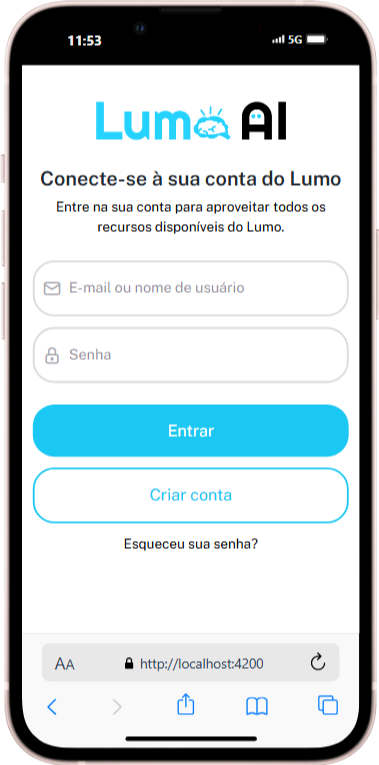 11:53
5G
Lumo AI
Conecte-se à sua conta do Lumo
Entre na sua conta para aproveitar todos os
recursos disponíveis do Lumo.
E-mail ou nome de usuário
Senha
Entrar
Criar conta
Esqueceu sua senha?
AA http://localhost:4200